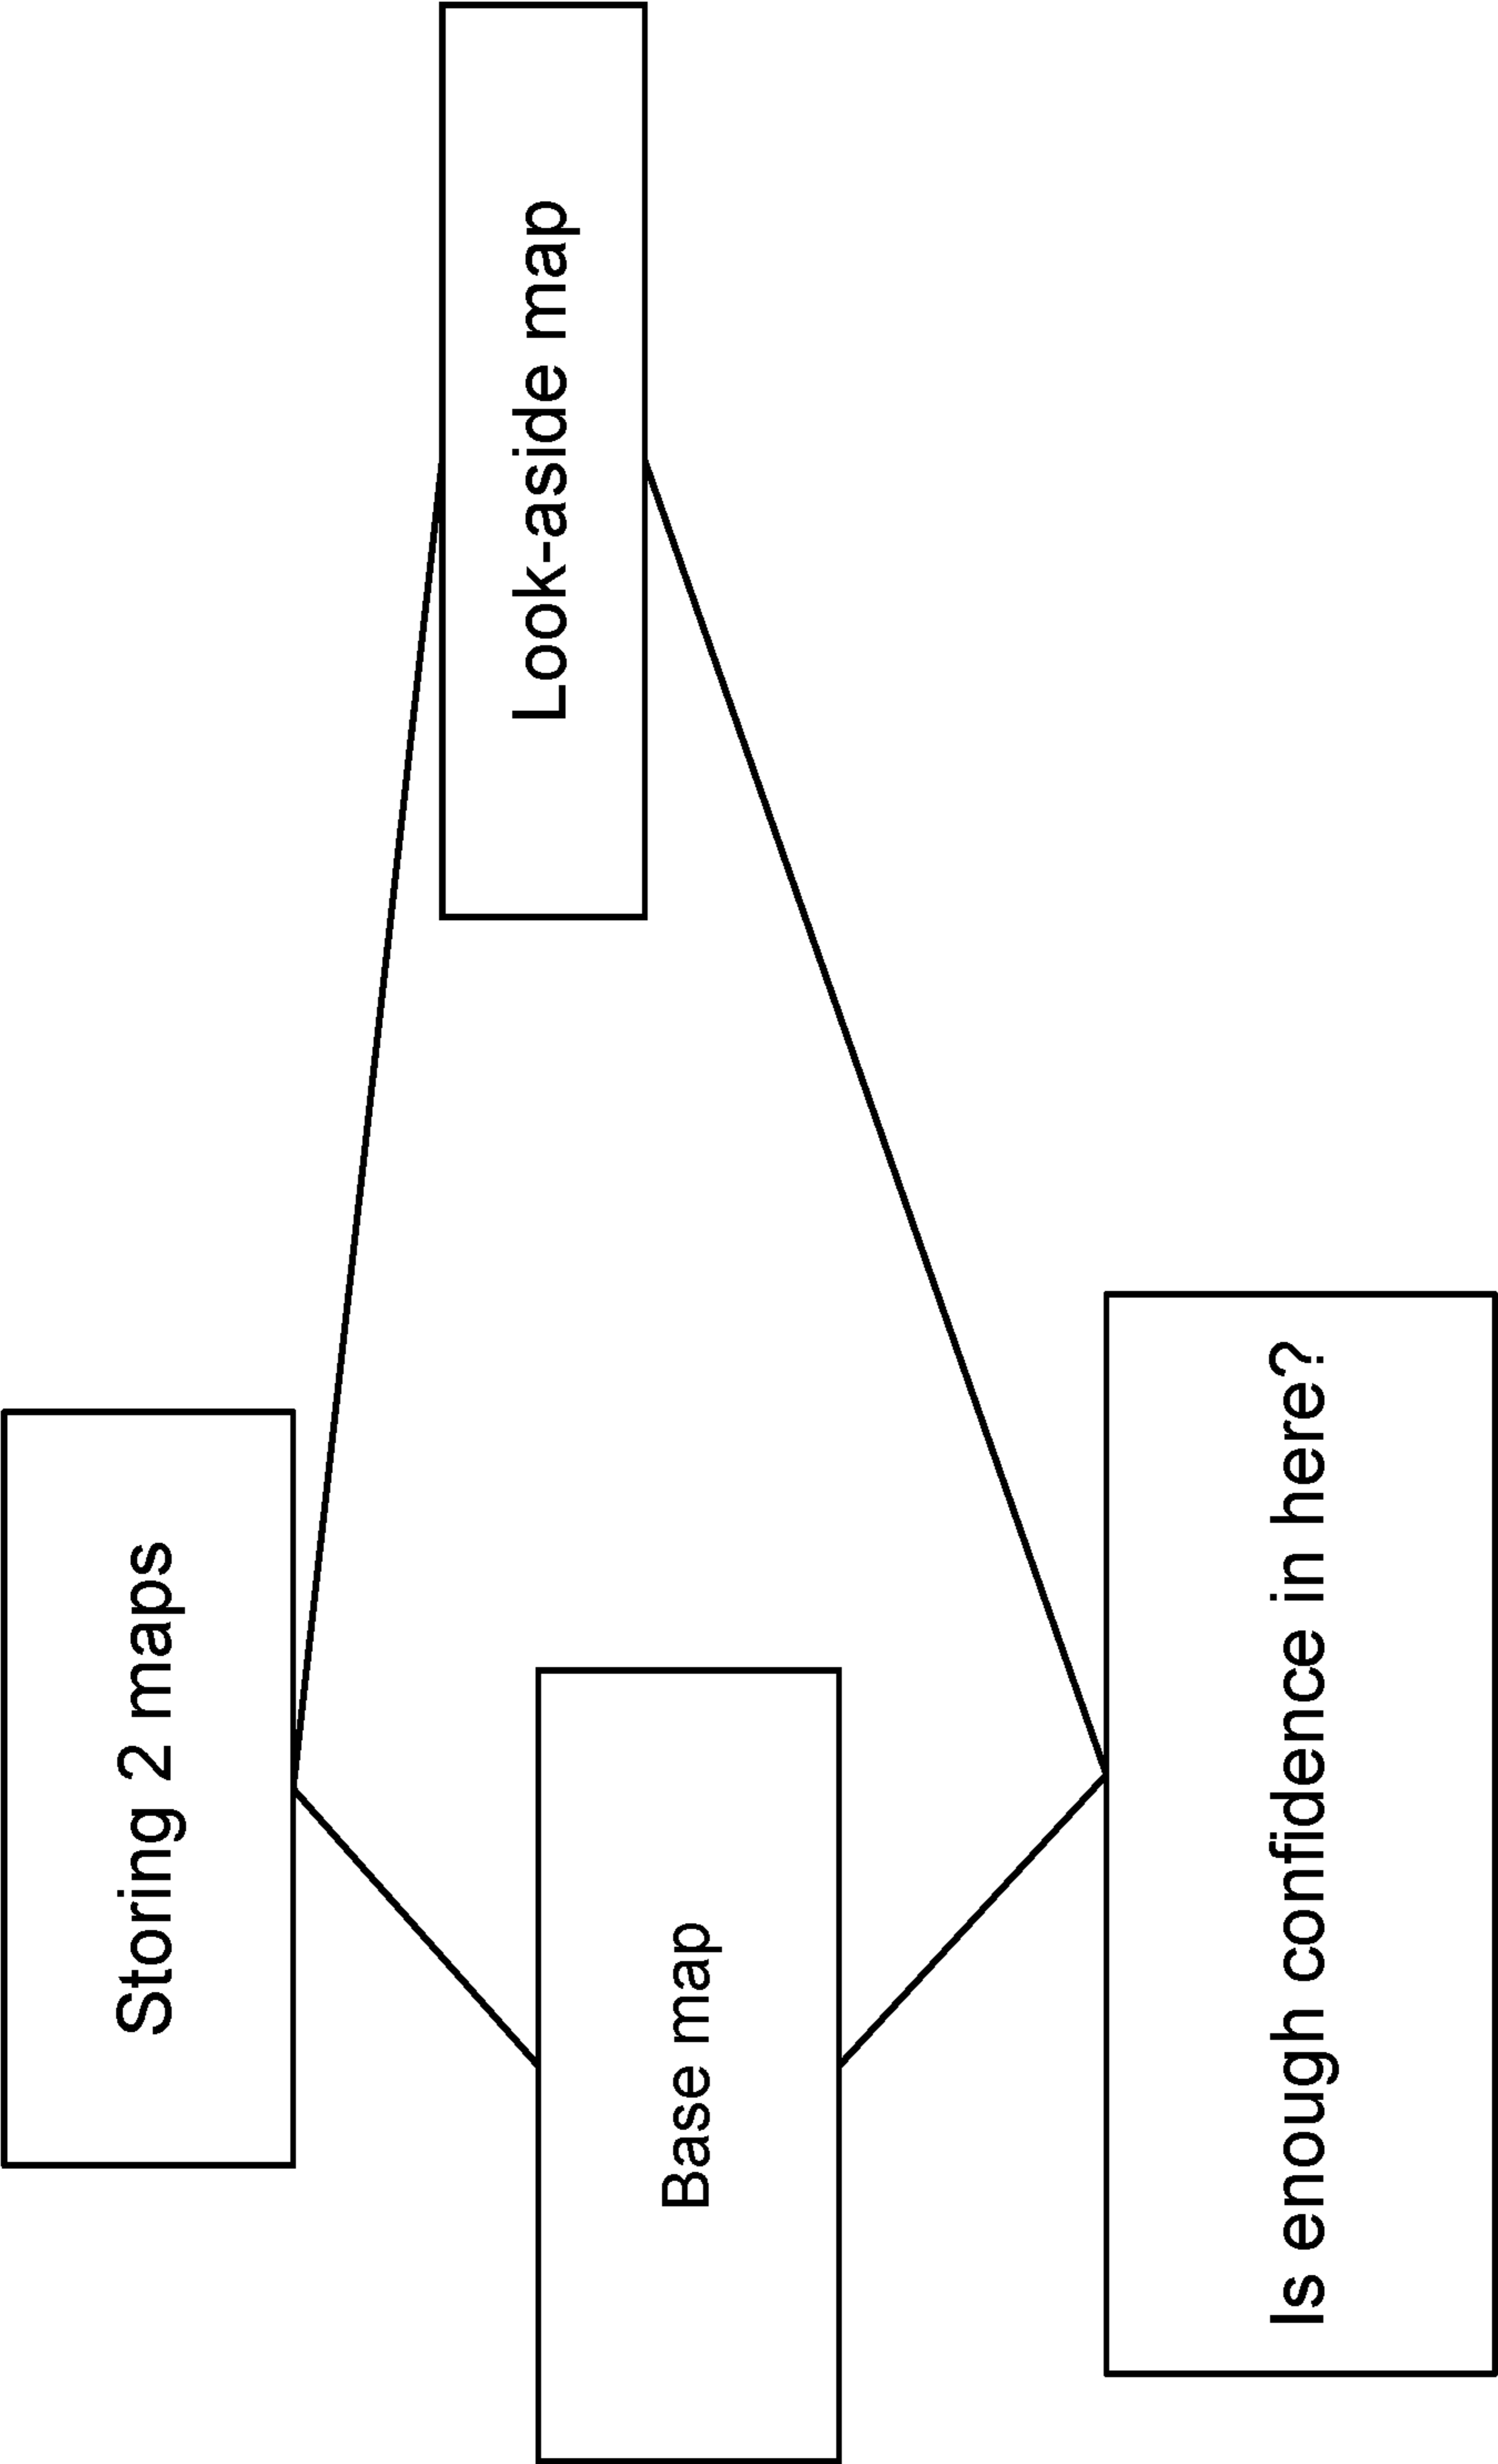 Storing 2 maps
Base map
Look-aside map
Is enough confidence in here?